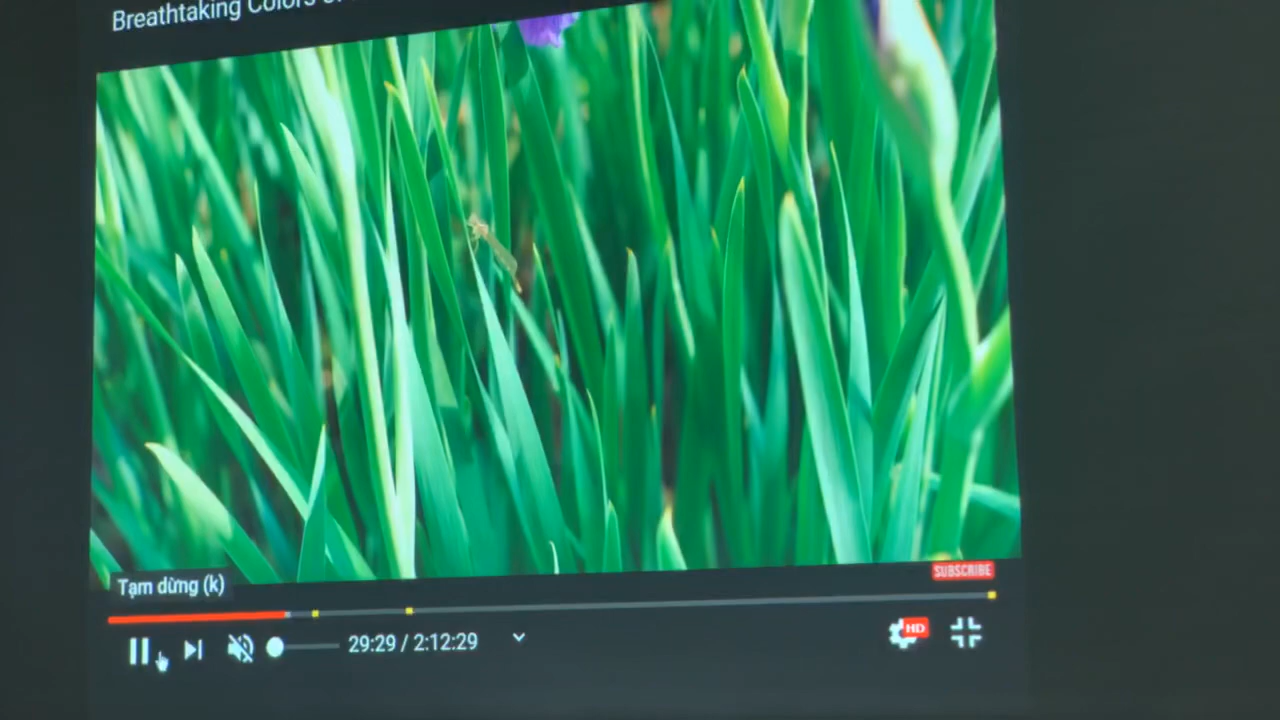 Breathtaking Colors
Tạm dừng (k)
SUBSCRIBE
29:29 / 2:12:29
HD